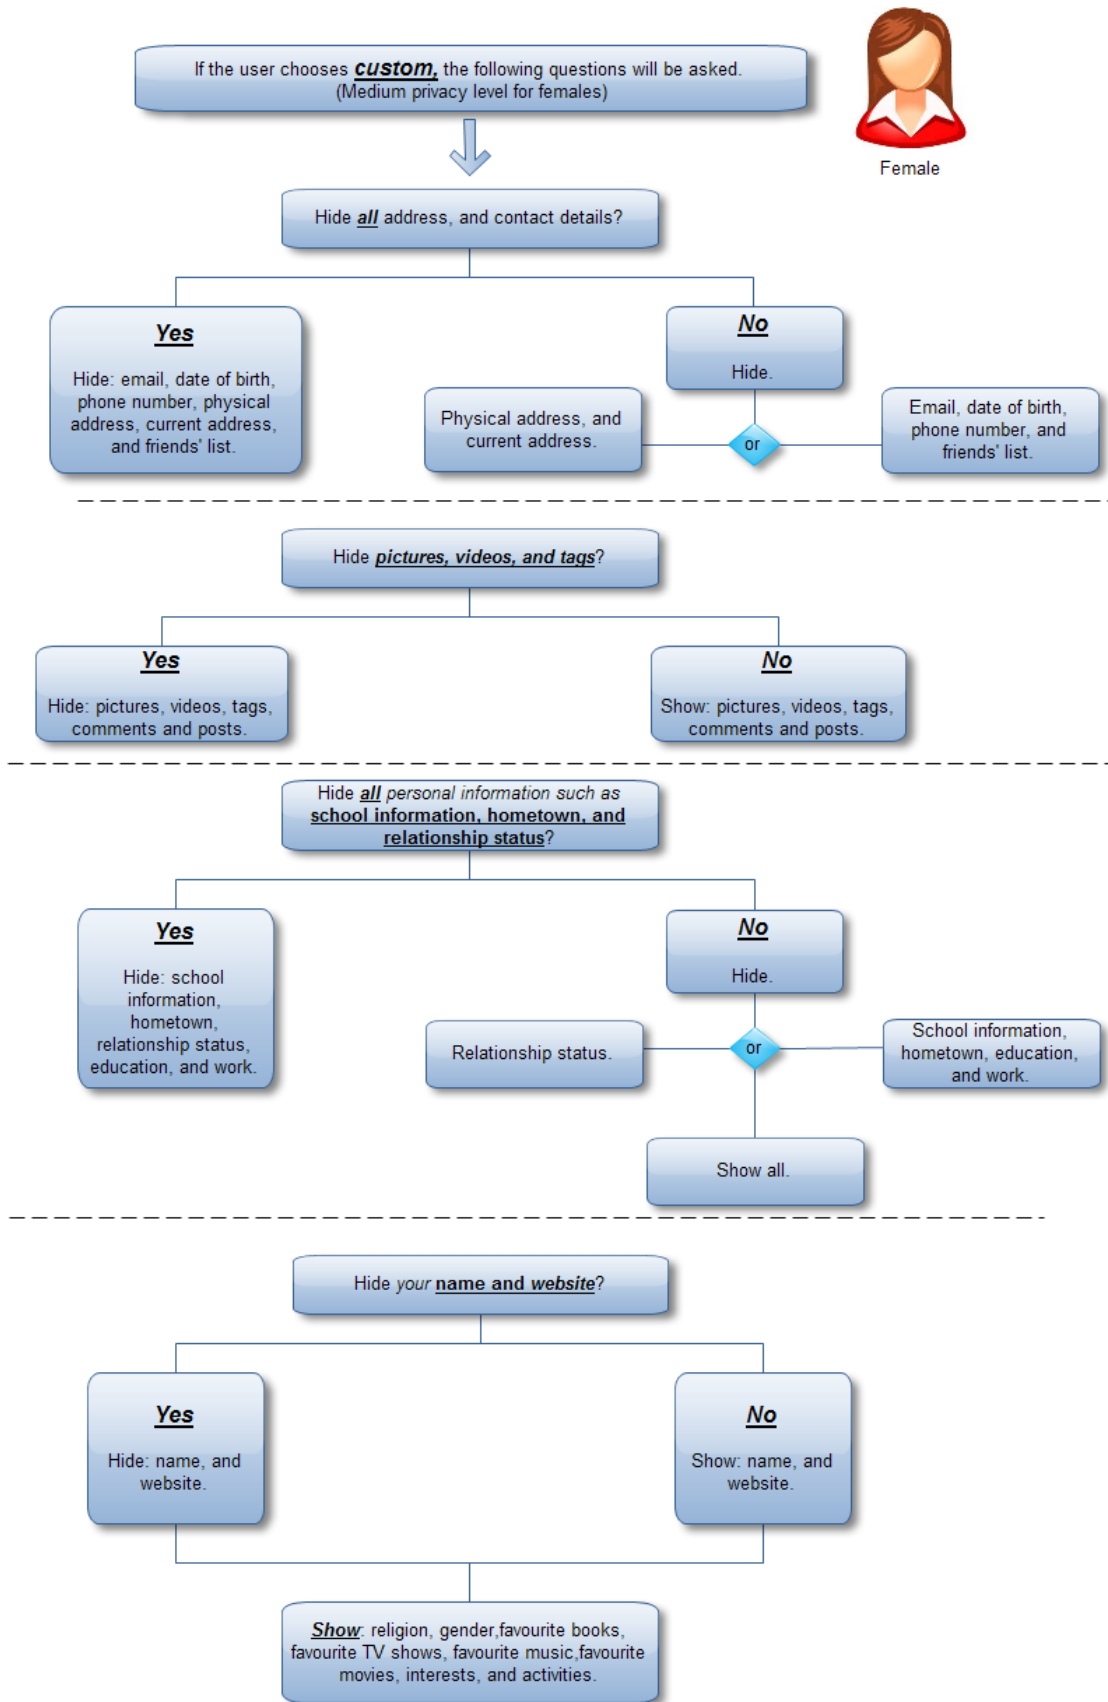 If the user chooses custom, the following questions will be asked.
(Medium privacy level for females)
Female
Hide all address, and contact details?
Yes
Hide: email, date of birth,
phone number, physical
address, current address,
and friends' list.
No
Hide.
Physical address, and
current address.
or
Email, date of birth,
phone number, and
friends' list.
Hide pictures, videos, and tags?
Yes
Hide: pictures, videos, tags,
comments and posts.
No
Show: pictures, videos, tags,
comments and posts.
Hide all personal information such as
school information, hometown, and
relationship status?
Yes
Hide: school
information,
hometown,
relationship status,
education, and work.
No
Hide.
Relationship status.
or
School information,
hometown, education,
and work.
Show all.
Hide your name and website?
Yes
Hide: name, and
website.
No
Show: name, and
website.
Show: religion, gender,favourite books,
favourite TV shows, favourite music,favourite
movies, interests, and activities.